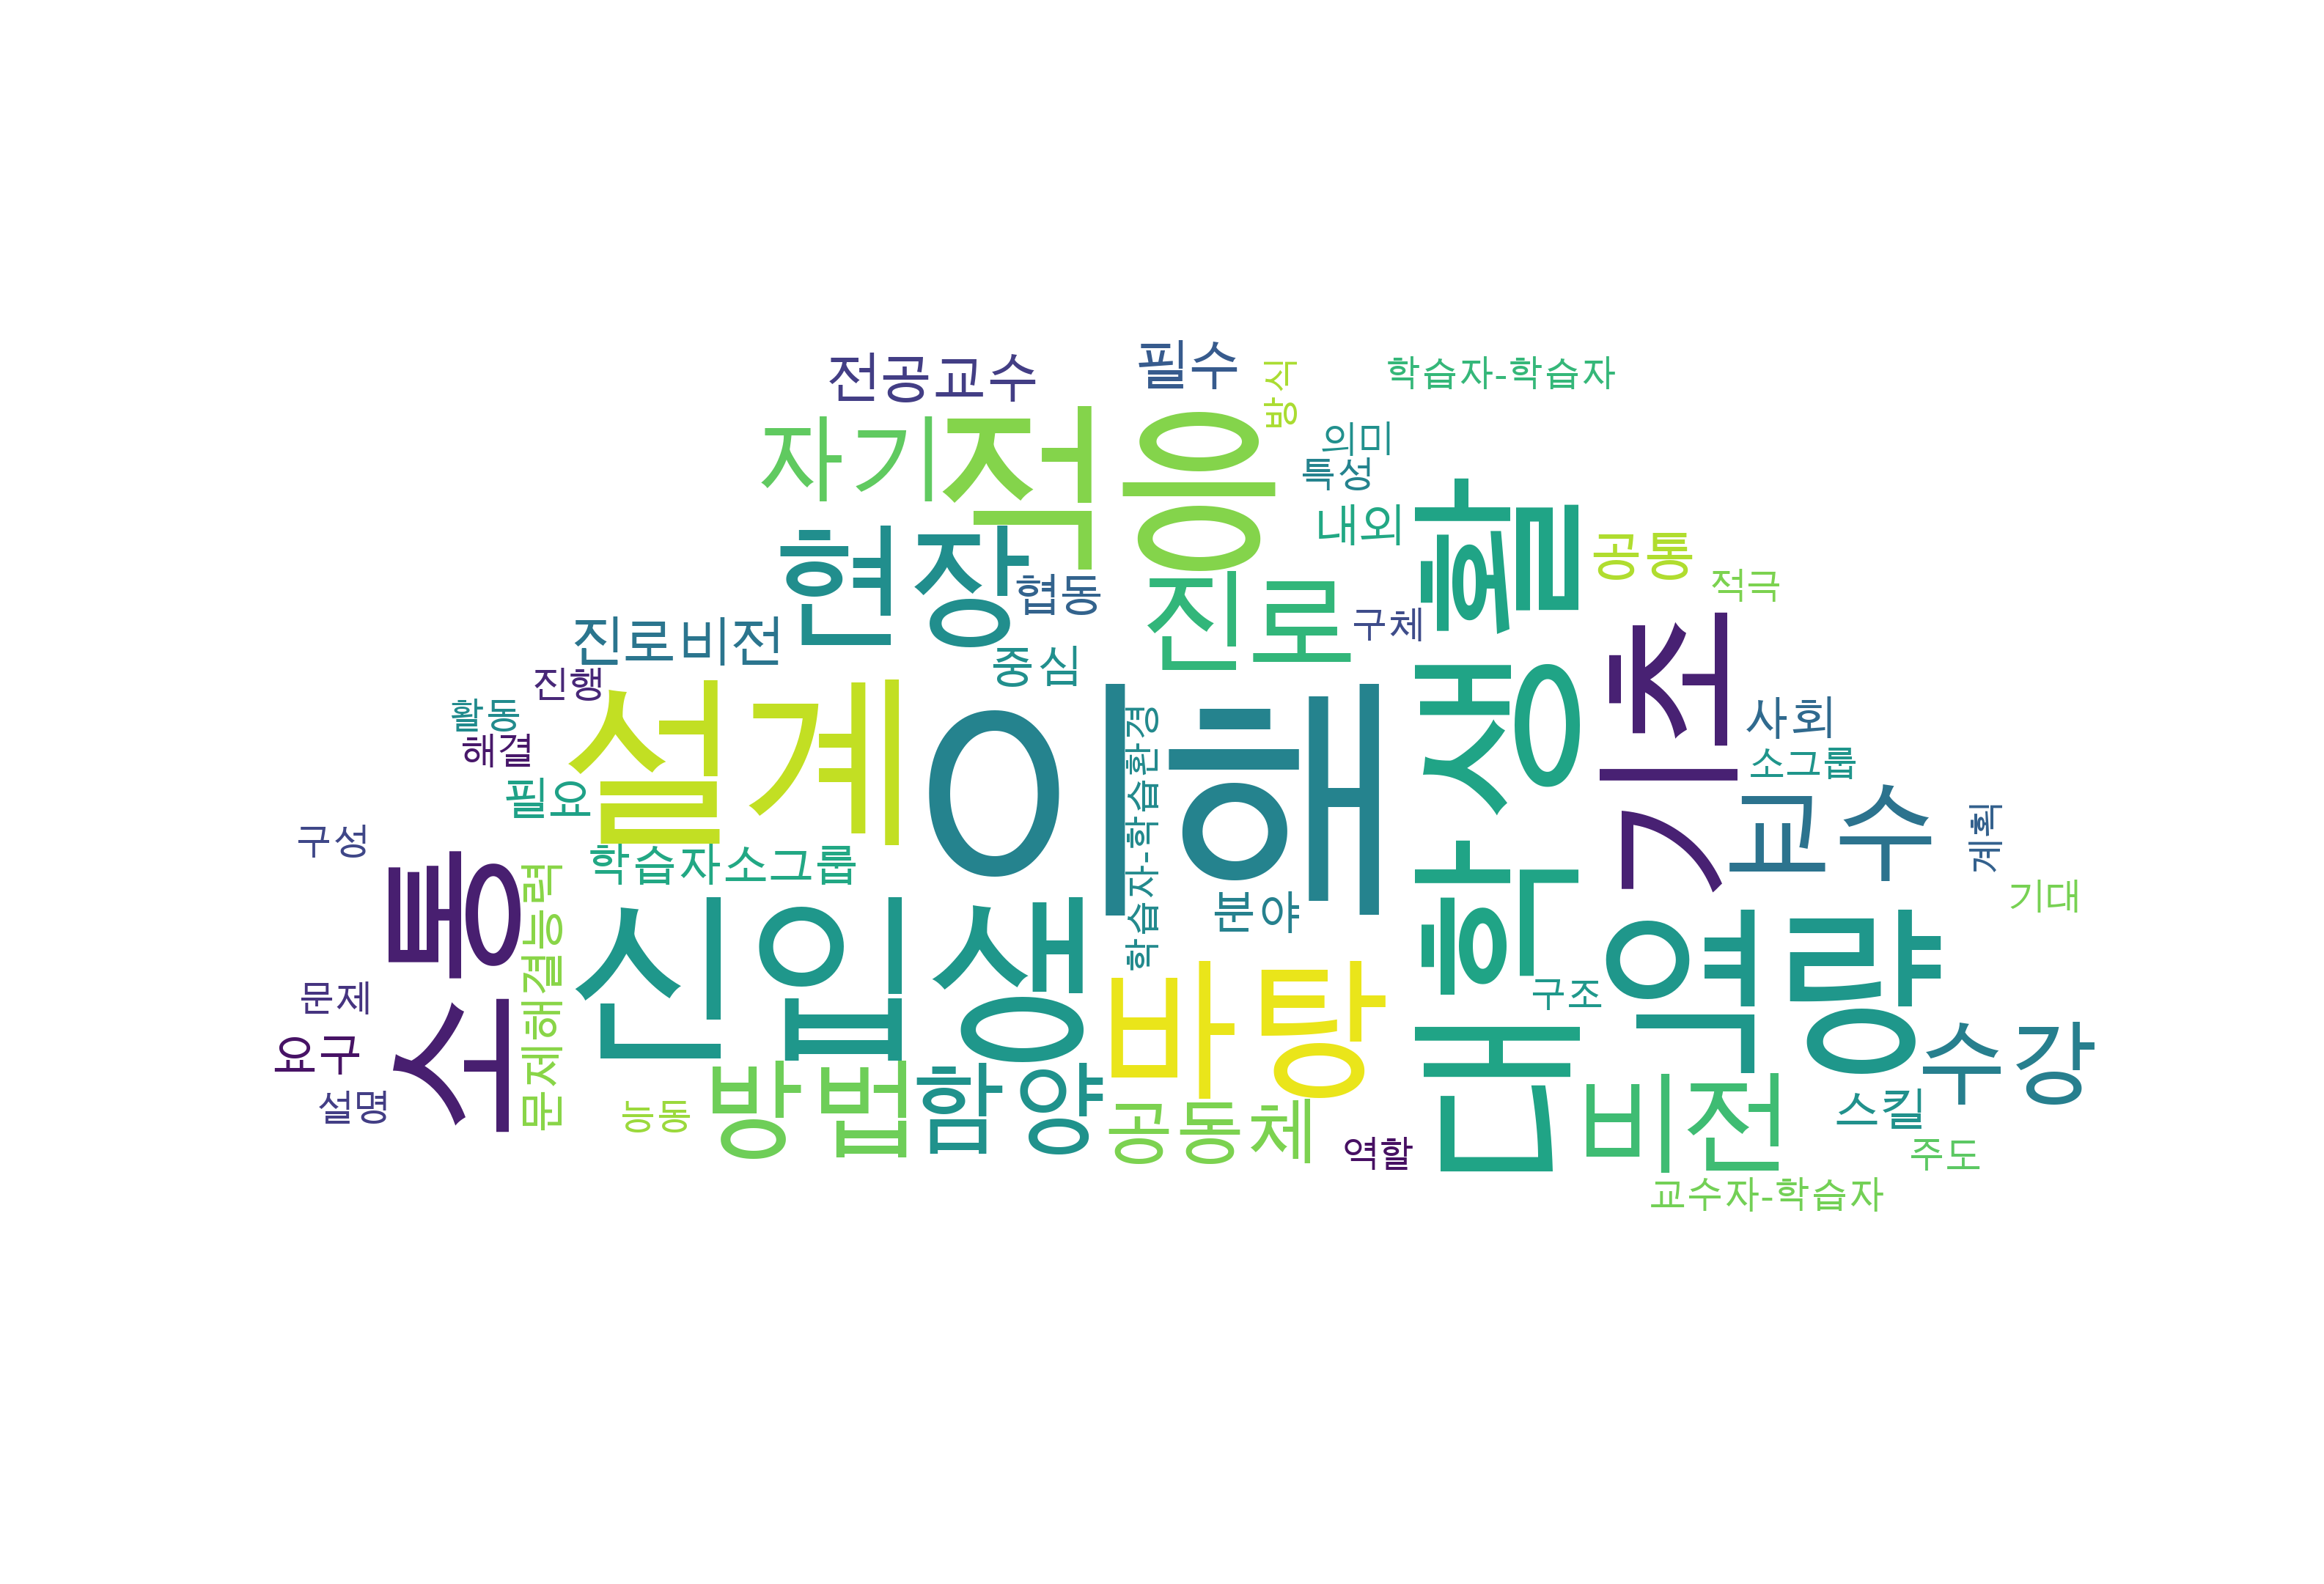 전공교수
필수
방식
학습자-학습자
자기
적응
의미
특성
내외
현장
협동
진로
구체
공통
적극
진로비전
중심
진행
활동
해결
필요
설계
이해
학습자-학습환경
대학생활
기초
사회
소그룹
교수
계획
기대
구성
소통
문제해결능력
학습자소그룹
신입생
분야
바탕
구조
역량
문제
요구
설명
능동
방법
함양
공동체
역할
비전
수강
스킬
주도
교수자-학습자